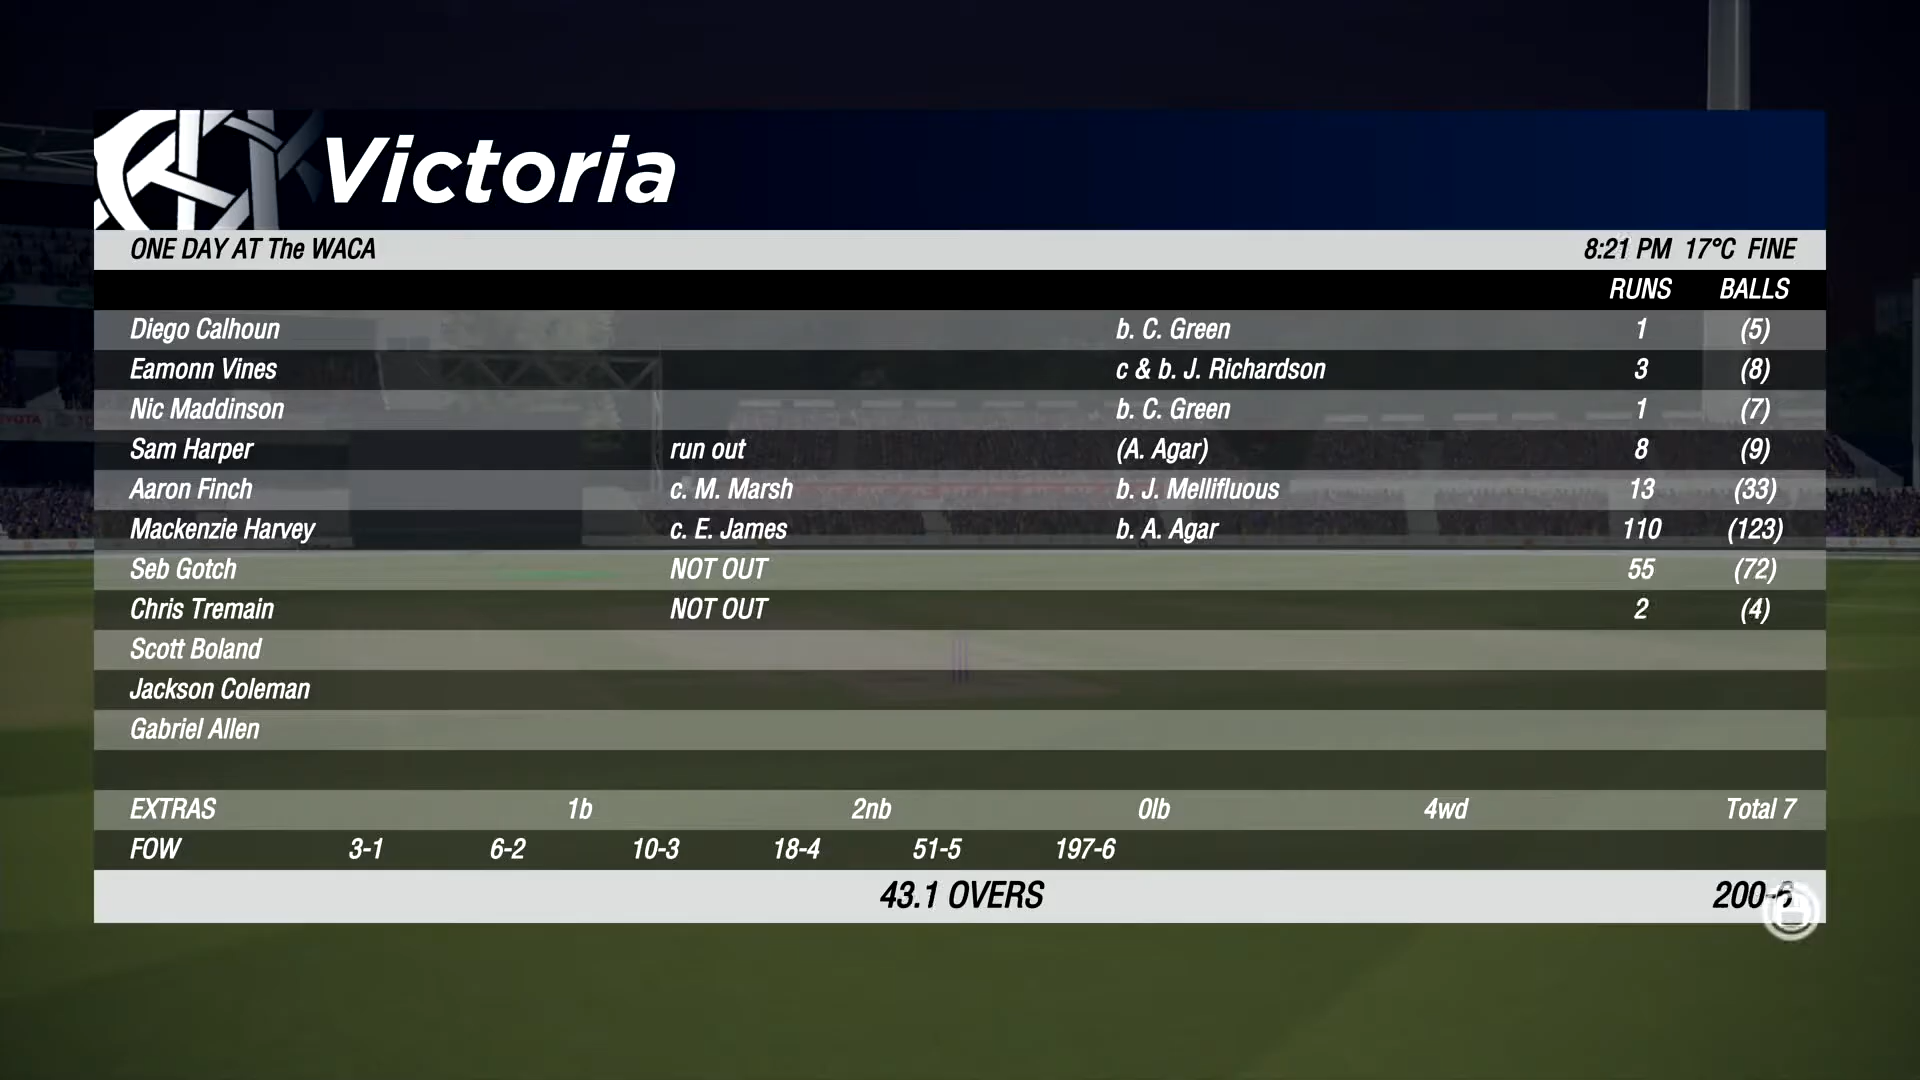 Victoria
ONE DAY AT The WACA 8:21 PM 17°C FINE
RUNS BALLS
Diego Calhoun b. C. Green 1 (5)
Eamonn Vines c & b. J. Richardson 3 (8)
Nic Maddinson b. C. Green 1 (7)
Sam Harper run out (A. Agar) 8 (9)
Aaron Finch c. M. Marsh b. J. Mellifluous 13 (33)
Mackenzie Harvey c. E. James b. A. Agar 110 (123)
Seb Gotch NOT OUT 55 (72)
Chris Tremain NOT OUT 2 (4)
Scott Boland
Jackson Coleman
Gabriel Allen
EXTRAS 1b 2nb 0lb 4wd Total 7
FOW 3-1 6-2 10-3 18-4 51-5 197-6
43.1 OVERS 200-6